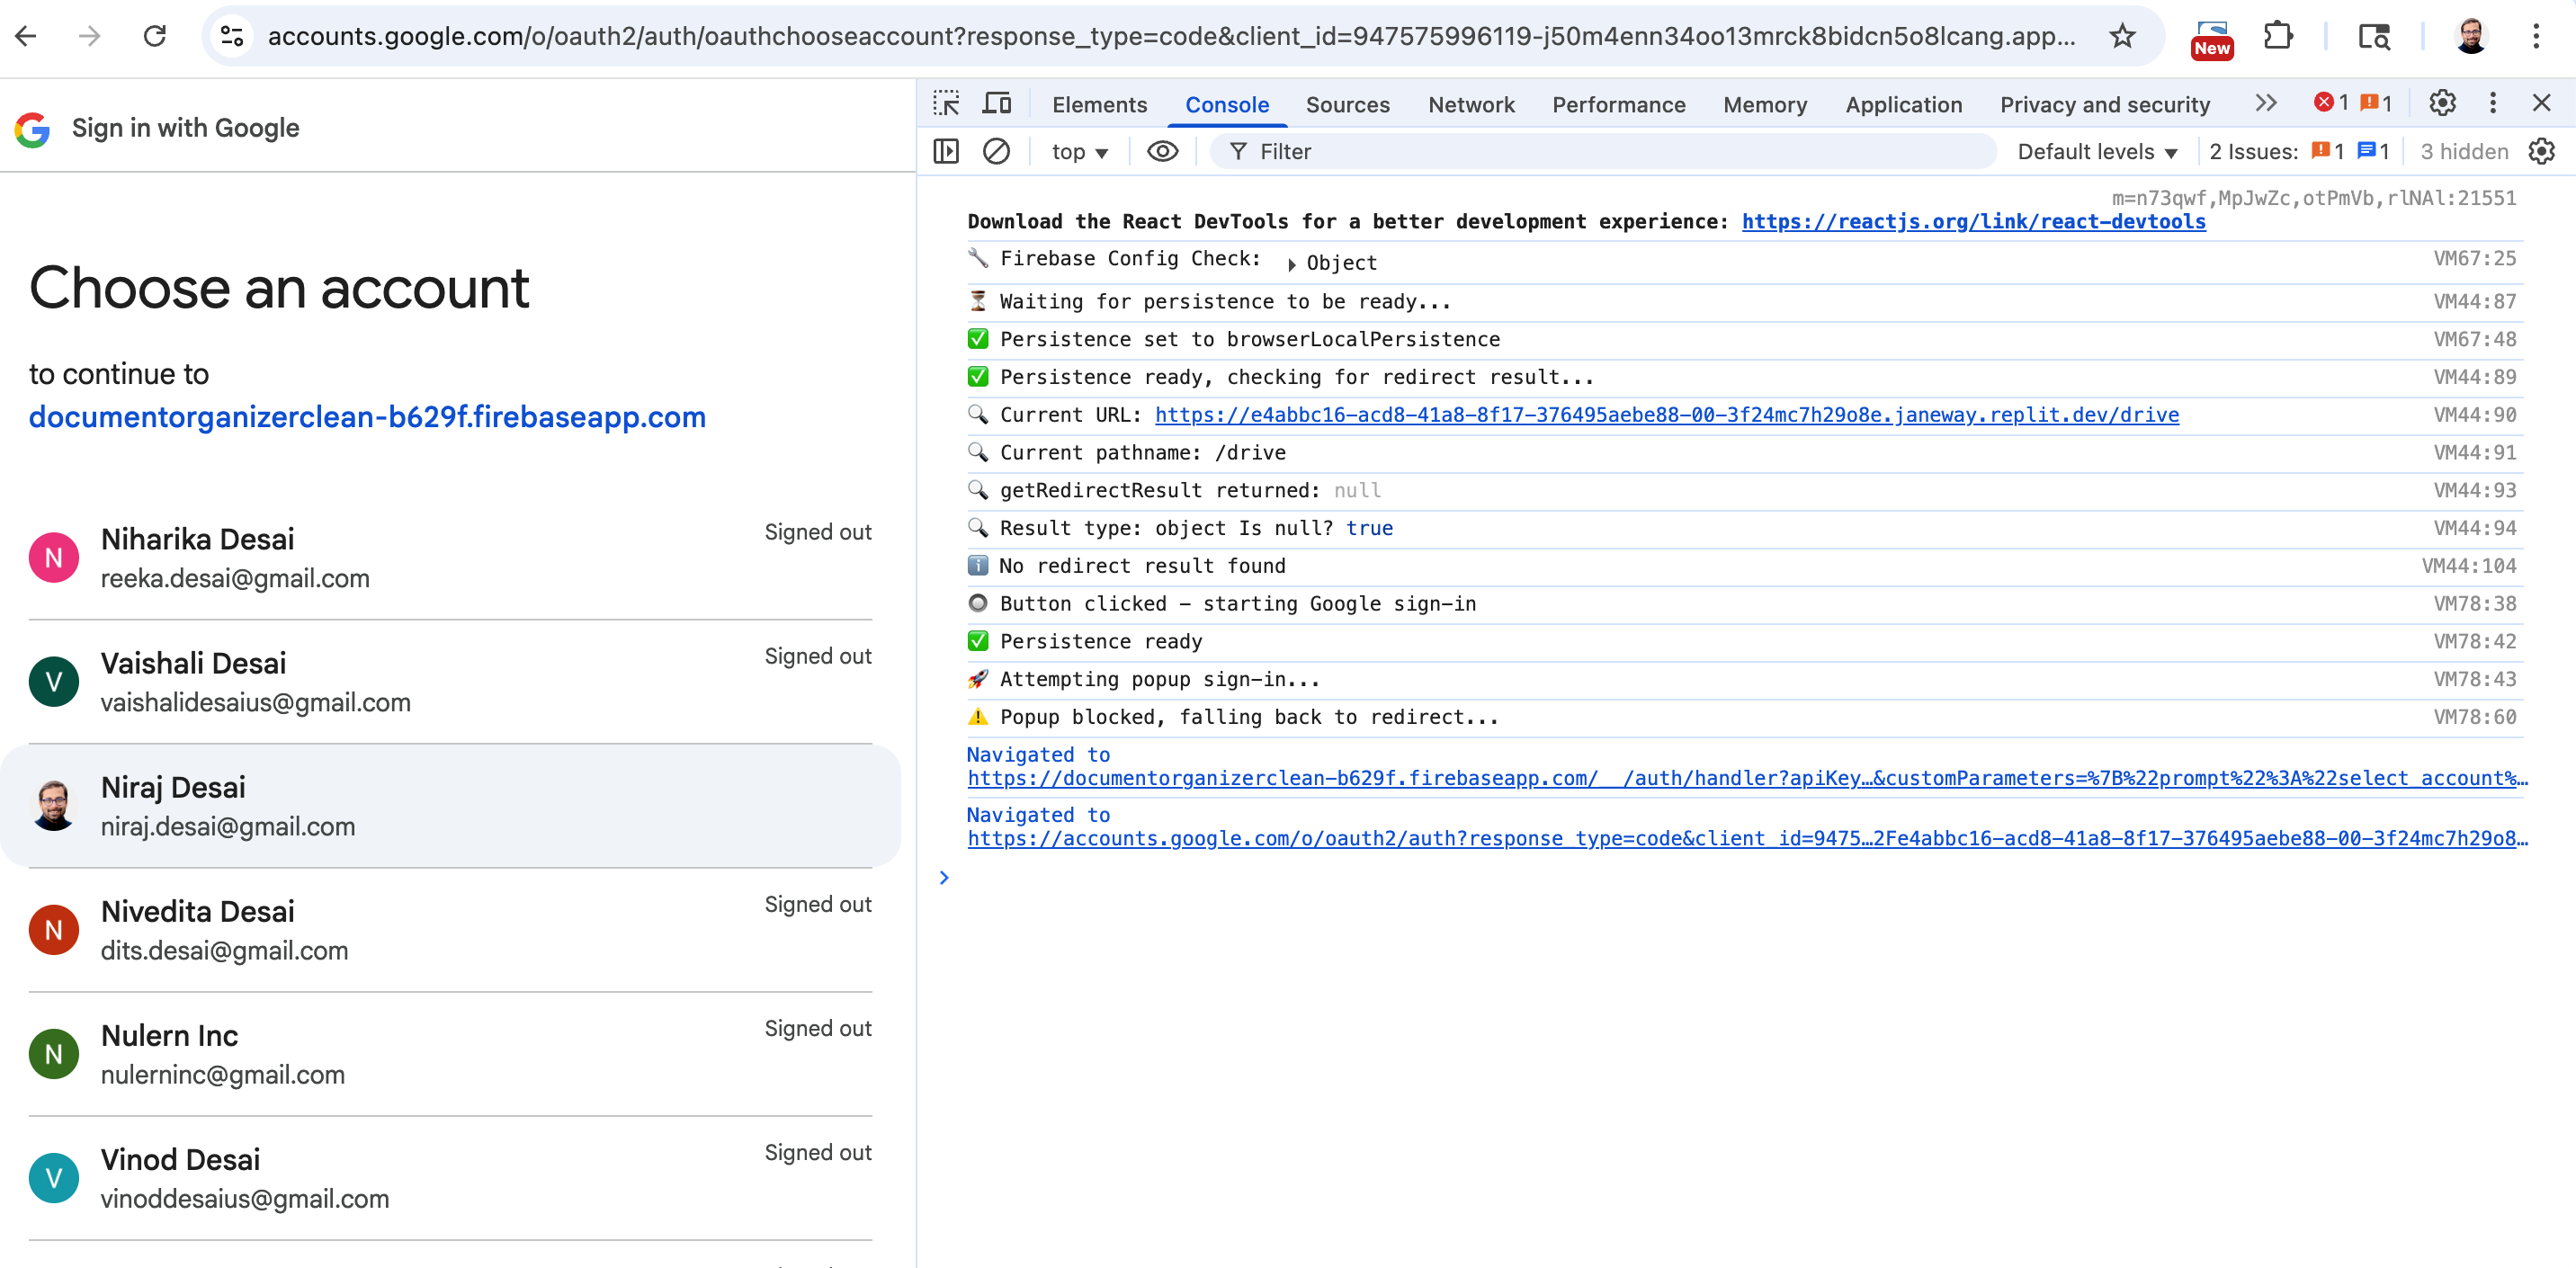 accounts.google.com/o/oauth2/auth/oauthchooseaccount?response_type=code&client_id=947575996119-j50m4enn34oo13mrck8bidcn5o8lcang.app...
New
Sign in with Google
Choose an account
to continue to
documentorganizerclean-b629f.firebaseapp.com
N
Niharika Desai
Signed out
reeka.desai@gmail.com
V
Vaishali Desai
Signed out
vaishalidesaius@gmail.com
Niraj Desai
niraj.desai@gmail.com
N
Nivedita Desai
Signed out
dits.desai@gmail.com
N
Nulern Inc
Signed out
nulerninc@gmail.com
V
Vinod Desai
Signed out
vinoddesaius@gmail.com
Elements Console Sources Network Performance Memory Application Privacy and security 1 1
top Filter Default levels 2 Issues: 1 1 3 hidden
m=n73qwf,MpJwZc,otPmVb,rlNAl:21551
Download the React DevTools for a better development experience: https://reactjs.org/link/react-devtools
🔧 Firebase Config Check: ▶ Object VM67:25
⏳ Waiting for persistence to be ready... VM44:87
✅ Persistence set to browserLocalPersistence VM67:48
✅ Persistence ready, checking for redirect result... VM44:89
🔍 Current URL: https://e4abbc16-acd8-41a8-8f17-376495aebe88-00-3f24mc7h29o8e.janeway.replit.dev/drive VM44:90
🔍 Current pathname: /drive VM44:91
🔍 getRedirectResult returned: null VM44:93
🔍 Result type: object Is null? true VM44:94
ℹ️ No redirect result found VM44:104
🔘 Button clicked - starting Google sign-in VM78:38
✅ Persistence ready VM78:42
🚀 Attempting popup sign-in... VM78:43
⚠️ Popup blocked, falling back to redirect... VM78:60
Navigated to
https://documentorganizerclean-b629f.firebaseapp.com/__/auth/handler?apiKey…&customParameters=%7B%22prompt%22%3A%22select_account%…
Navigated to
https://accounts.google.com/o/oauth2/auth?response_type=code&client_id=9475…2Fe4abbc16-acd8-41a8-8f17-376495aebe88-00-3f24mc7h29o8…